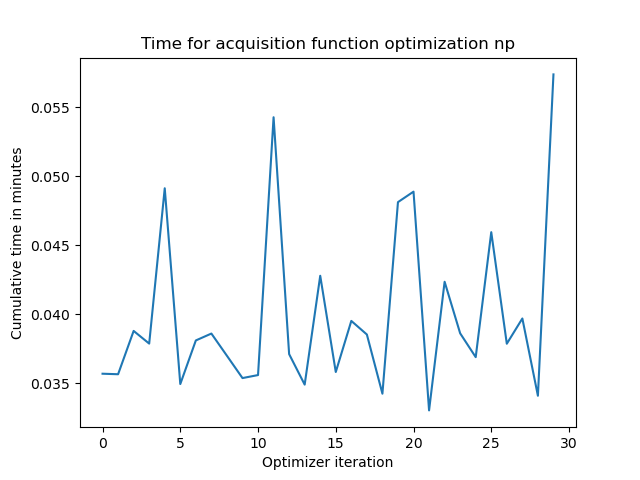 Time for acquisition function optimization np
Cumulative time in minutes
0.055
0.050
0.045
0.040
0.035
0 5 10 15 20 25 30
Optimizer iteration